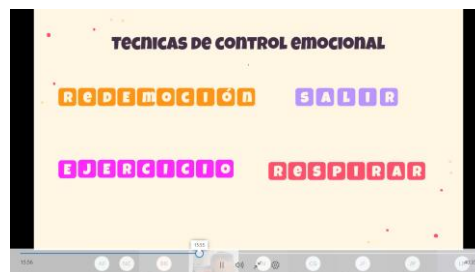 TECNICAS DE CONTROL EMOCIONAL
REDEMOCIÓN
SALIR
EJERCICIO
RESPIRAR